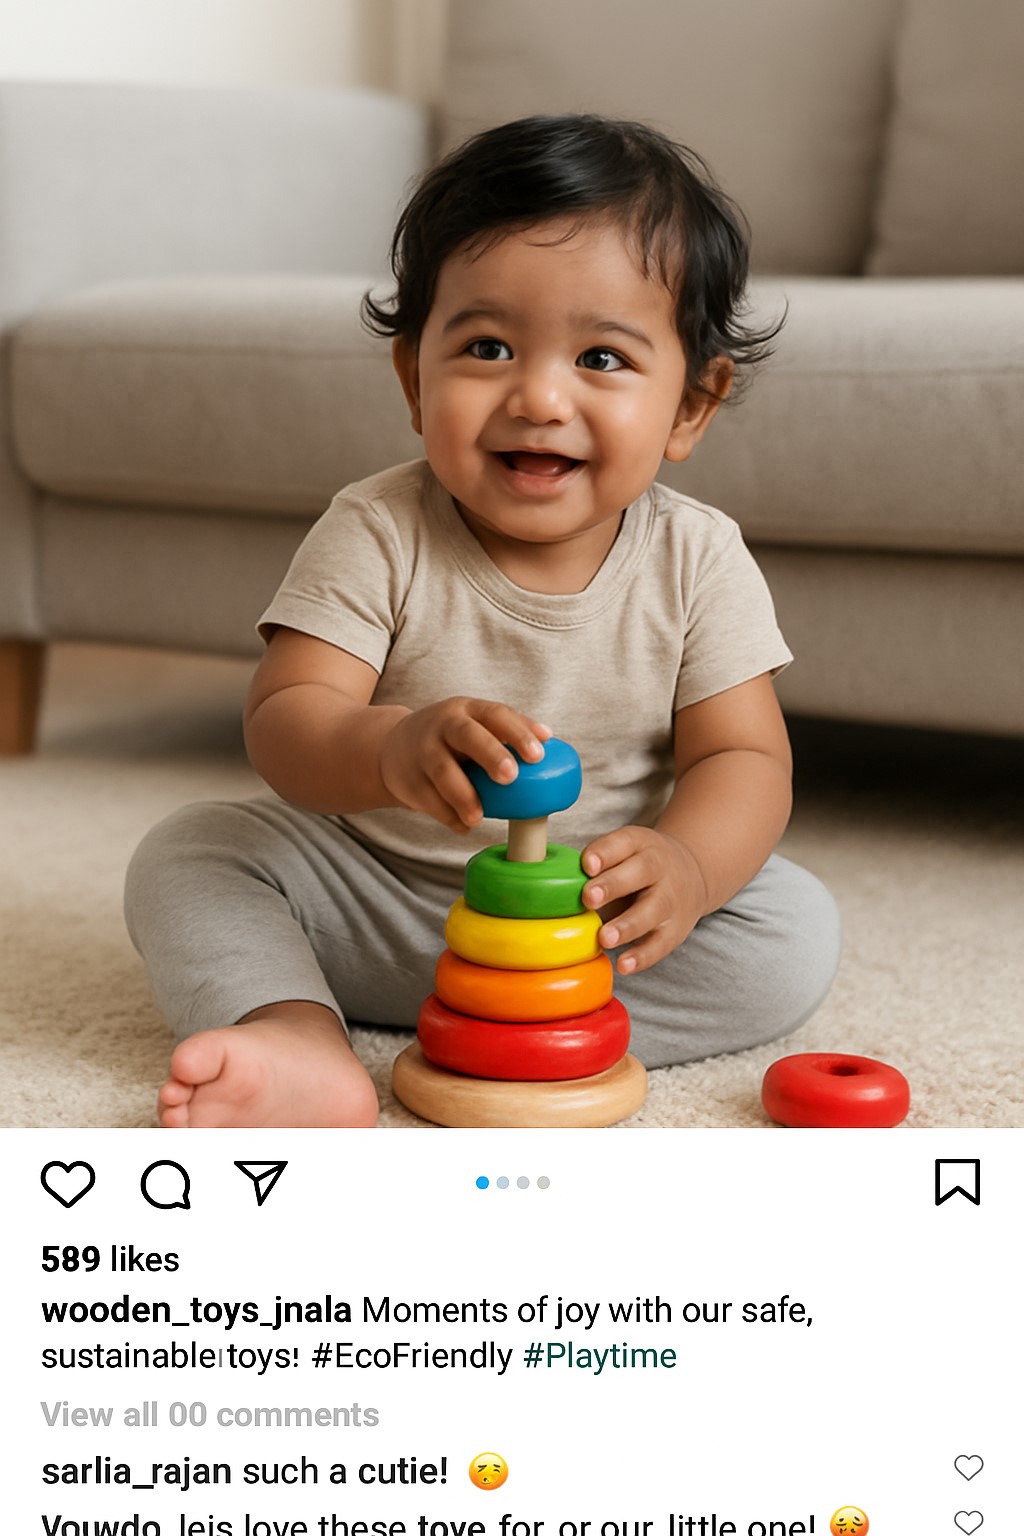 589 likes
wooden_toys_jnala Moments of joy with our safe,
sustainable toys! #EcoFriendly #Playtime
View all 00 comments
sarlia_rajan such a cutie! 😚
Vouwdo leis love these tove for or our little one!